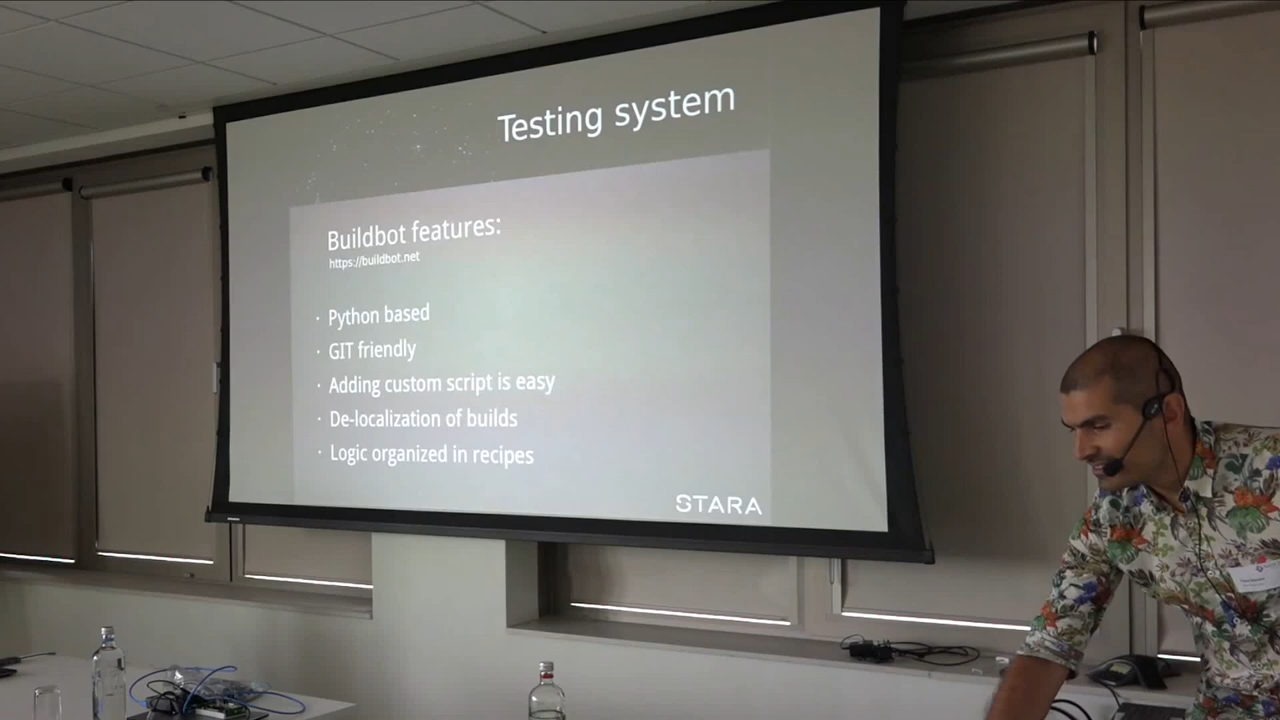 Testing system
Buildbot features:
https://buildbot.net
· Python based
· GIT friendly
· Adding custom script is easy
· De-localization of builds
· Logic organized in recipes
STARA